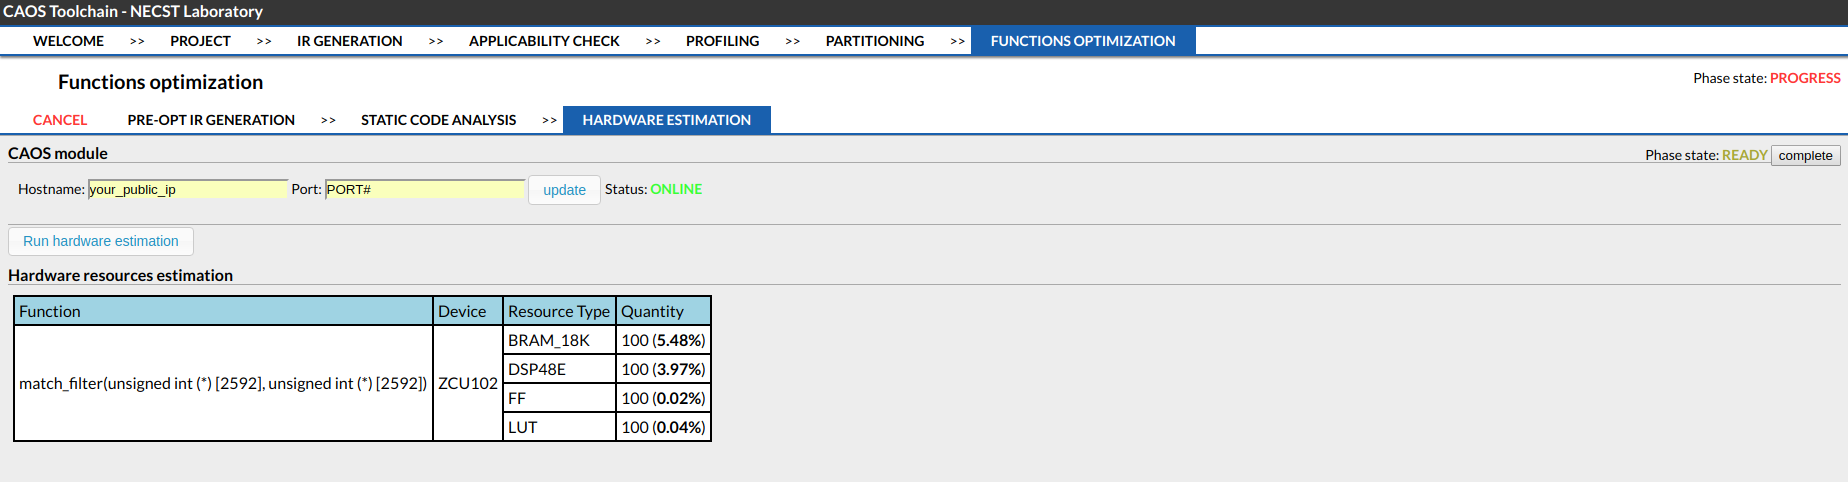 CAOS Toolchain - NECST Laboratory
WELCOME >> PROJECT >> IR GENERATION >> APPLICABILITY CHECK >> PROFILING >> PARTITIONING >> FUNCTIONS OPTIMIZATION
Functions optimization
Phase state: PROGRESS
CANCEL PRE-OPT IR GENERATION >> STATIC CODE ANALYSIS >> HARDWARE ESTIMATION
CAOS module
Phase state: READY complete
Hostname: your_public_ip Port: PORT# update Status: ONLINE
Run hardware estimation
Hardware resources estimation
Function Device Resource Type Quantity
BRAM_18K 100 (5.48%)
DSP48E 100 (3.97%)
match_filter(unsigned int (*) [2592], unsigned int (*) [2592]) ZCU102
FF 100 (0.02%)
LUT 100 (0.04%)